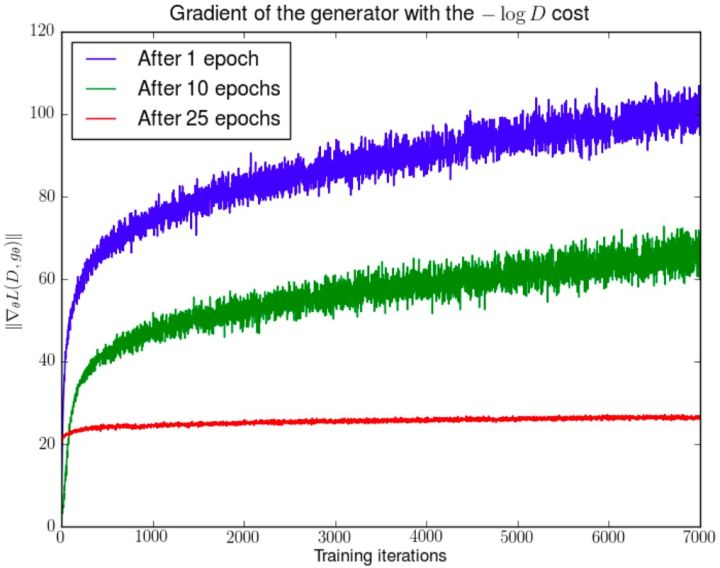 Gradient of the generator with the − log D cost
120
After 1 epoch
After 10 epochs
After 25 epochs
100
80
60
40
20
0
‖∇θL(D, gθ)‖
0 1000 2000 3000 4000 5000 6000 7000
Training iterations